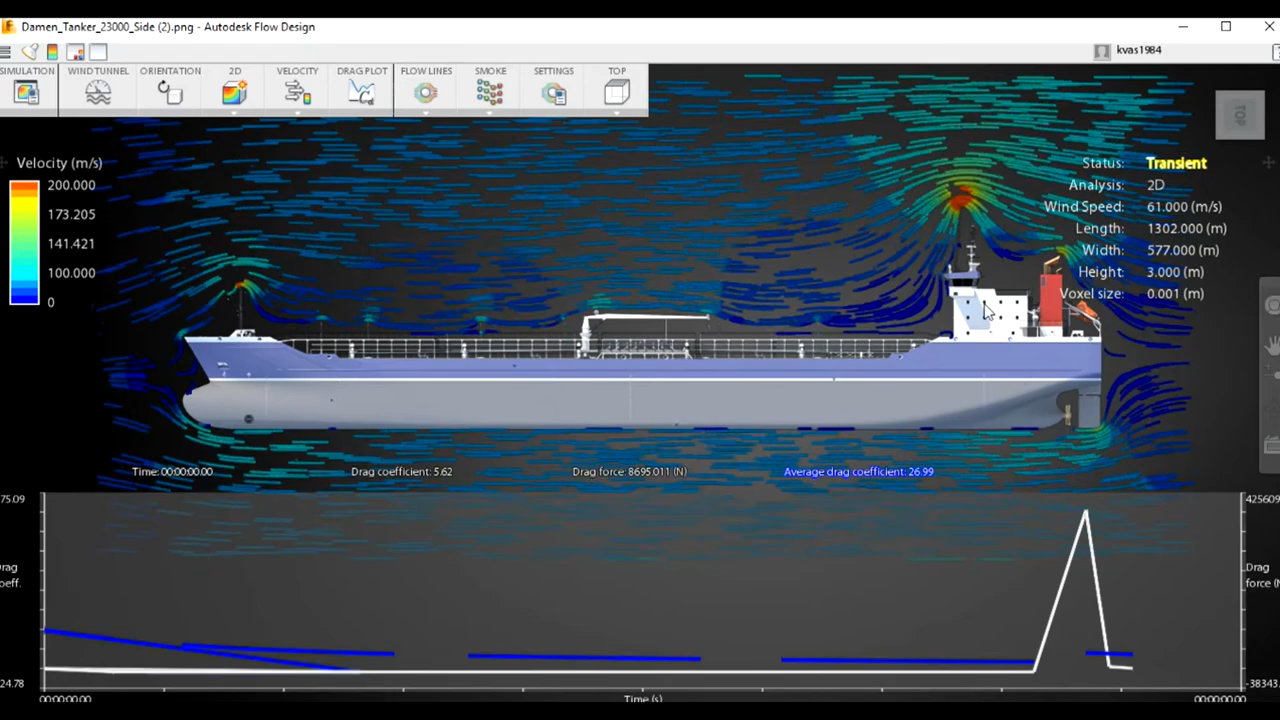 Damen_Tanker_23000_Side (2).png - Autodesk Flow Design
kvas1984
SIMULATION WIND TUNNEL ORIENTATION 2D VELOCITY DRAG PLOT FLOW LINES SMOKE SETTINGS TOP
TOP
Velocity (m/s)
200.000
173.205
141.421
100.000
0
Status: Transient
Analysis: 2D
Wind Speed: 61.000 (m/s)
Length: 1302.000 (m)
Width: 577.000 (m)
Height: 3.000 (m)
Voxel size: 0.001 (m)
Time: 00:00:00.00 Drag coefficient: 5.62 Drag force: 8695.011 (N) Average drag coefficient: 26.99
75.09
Drag
coeff.
24.78
425609
Drag
force (N
-38343.
00:00:00.00 Time (s) 00:00:00.00